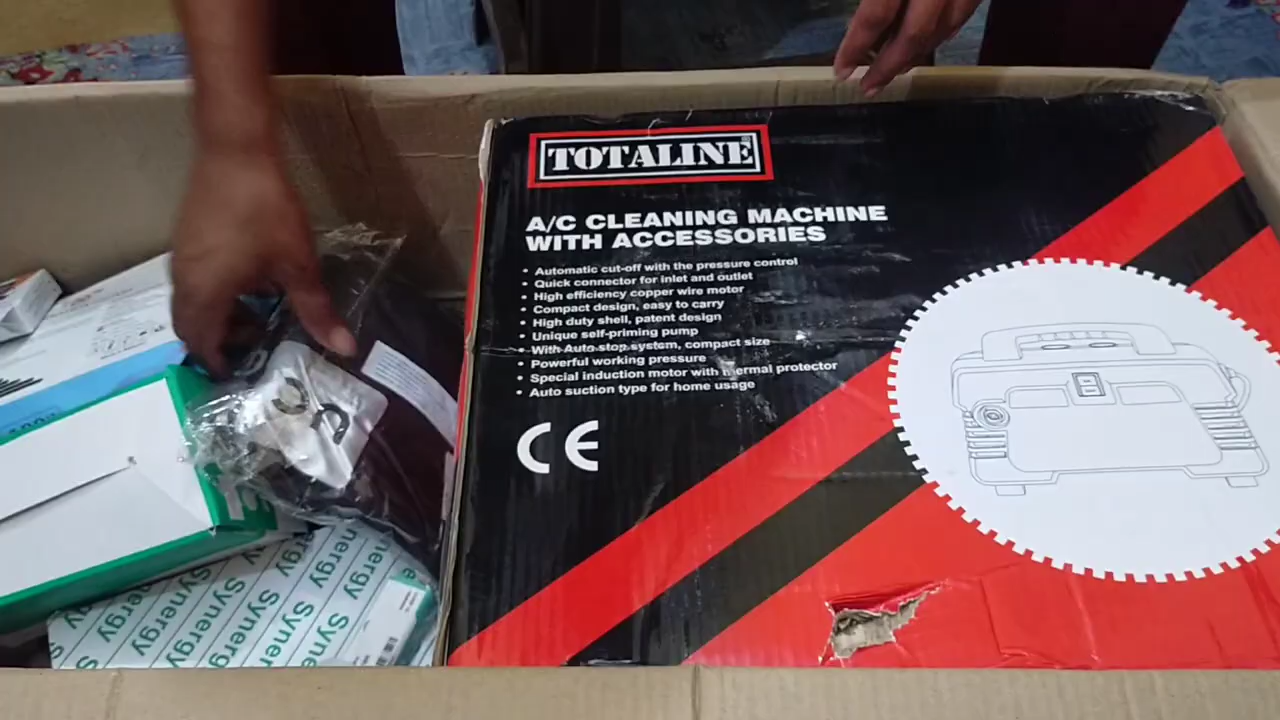 TOTALINE
A/C CLEANING MACHINE
WITH ACCESSORIES
• Automatic cut-off with the pressure control
• Quick connector for inlet and outlet
• High efficiency copper wire motor
• Compact design, easy to carry
• High duty shell, patent design
• Unique self-priming pump
• With Auto stop system, compact size
• Powerful working pressure
• Special induction motor with thermal protector
• Auto suction type for home usage
CE
Synergy
Synergy
Synergy
Synergy